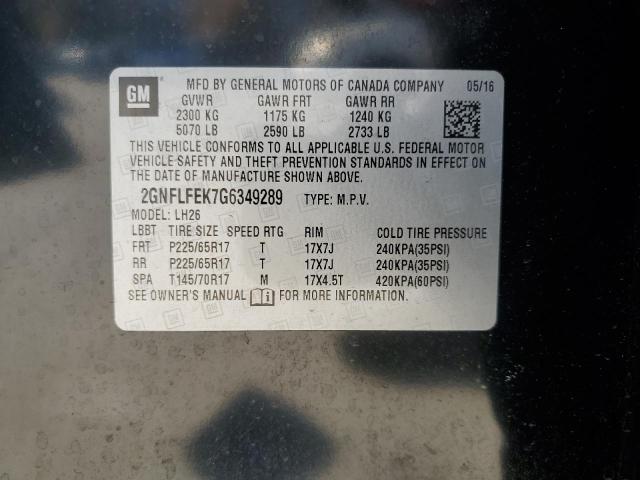 GM
MFD BY GENERAL MOTORS OF CANADA COMPANY 05/16
GVWR GAWR FRT GAWR RR
2300 KG 1175 KG 1240 KG
5070 LB 2590 LB 2733 LB
THIS VEHICLE CONFORMS TO ALL APPLICABLE U.S. FEDERAL MOTOR
VEHICLE SAFETY AND THEFT PREVENTION STANDARDS IN EFFECT ON
THE DATE OF MANUFACTURE SHOWN ABOVE.
2GNFLFEK7G6349289 TYPE: M.P.V.
MODEL: LH26
LBBT TIRE SIZE SPEED RTG RIM COLD TIRE PRESSURE
FRT P225/65R17 T 17X7J 240KPA(35PSI)
RR P225/65R17 T 17X7J 240KPA(35PSI)
SPA T145/70R17 M 17X4.5T 420KPA(60PSI)
SEE OWNER'S MANUAL FOR MORE INFORMATION.